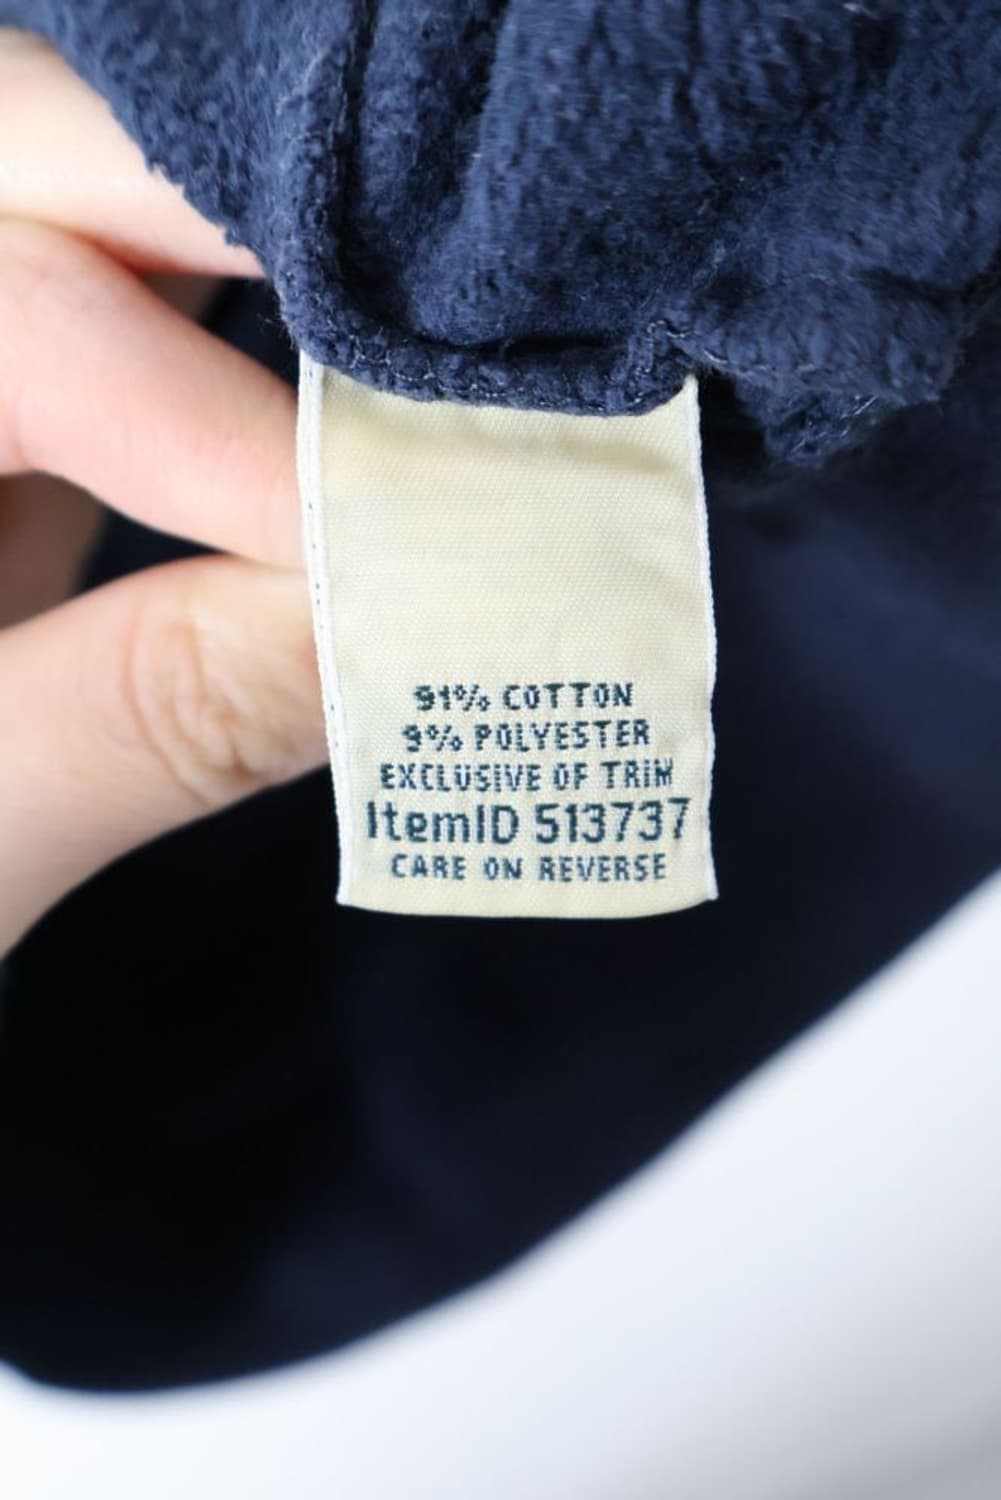 91% COTTON
9% POLYESTER
EXCLUSIVE OF TRIM
ItemID 513737
CARE ON REVERSE